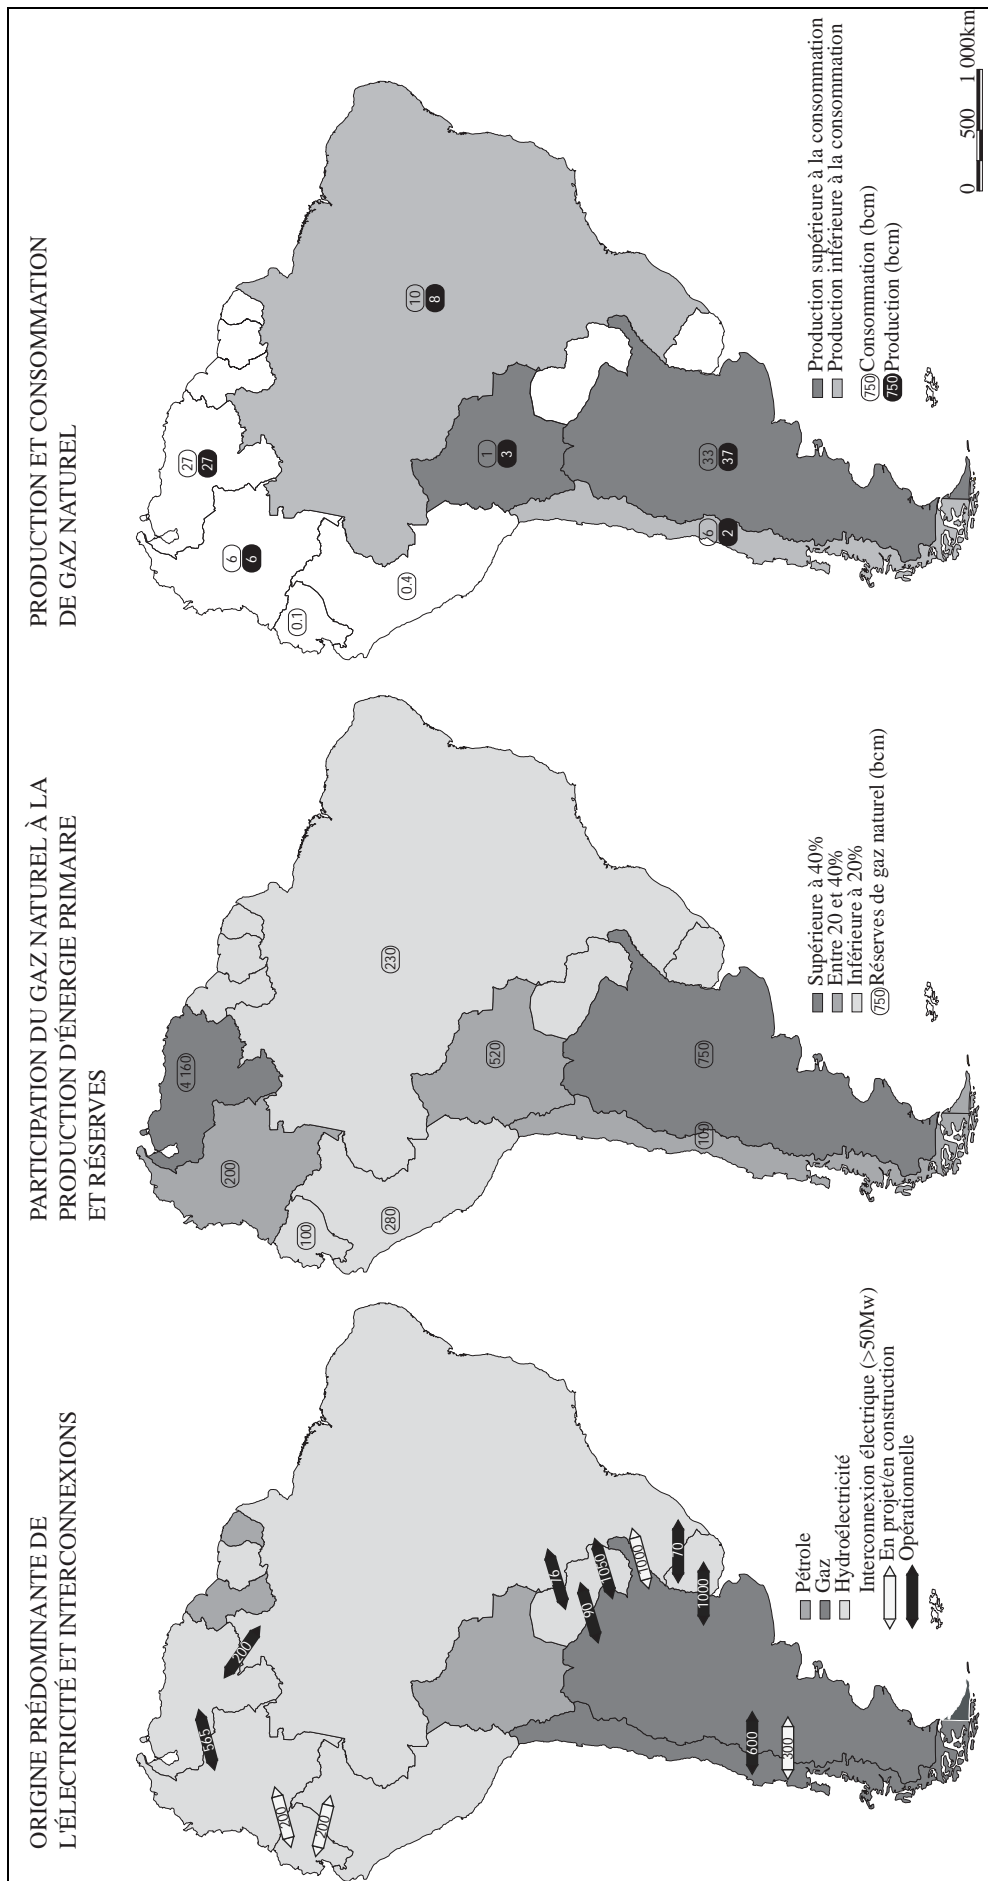 ORIGINE PRÉDOMINANTE DE
L'ÉLECTRICITÉ ET INTERCONNEXIONS
565
200
200
200
76
90
1050
1000
70
1000
600
300
Pétrole
Gaz
Hydroélectricité
Interconnexion électrique (>50Mw)
En projet/en construction
Opérationnelle
PARTICIPATION DU GAZ NATUREL À LA
PRODUCTION D'ÉNERGIE PRIMAIRE
ET RÉSERVES
4 160
200
100
280
230
520
750
100
Supérieure à 40%
Entre 20 et 40%
Inférieure à 20%
750 Réserves de gaz naturel (bcm)
PRODUCTION ET CONSOMMATION
DE GAZ NATUREL
27
27
6
6
0.1
0.4
10
8
1
3
33
37
6
2
Production supérieure à la consommation
Production inférieure à la consommation
750 Consommation (bcm)
750 Production (bcm)
0 500 1 000km